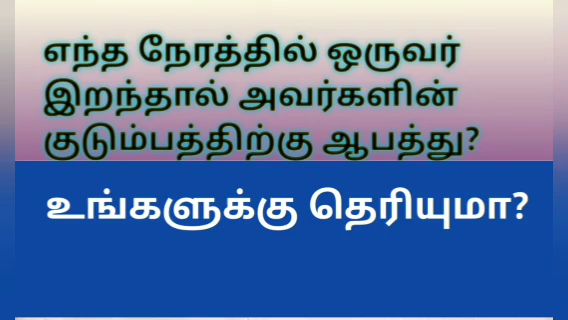 எந்த நேரத்தில் ஒருவர்
இறந்தால் அவர்களின்
குடும்பத்திற்கு ஆபத்து?
உங்களுக்கு தெரியுமா?